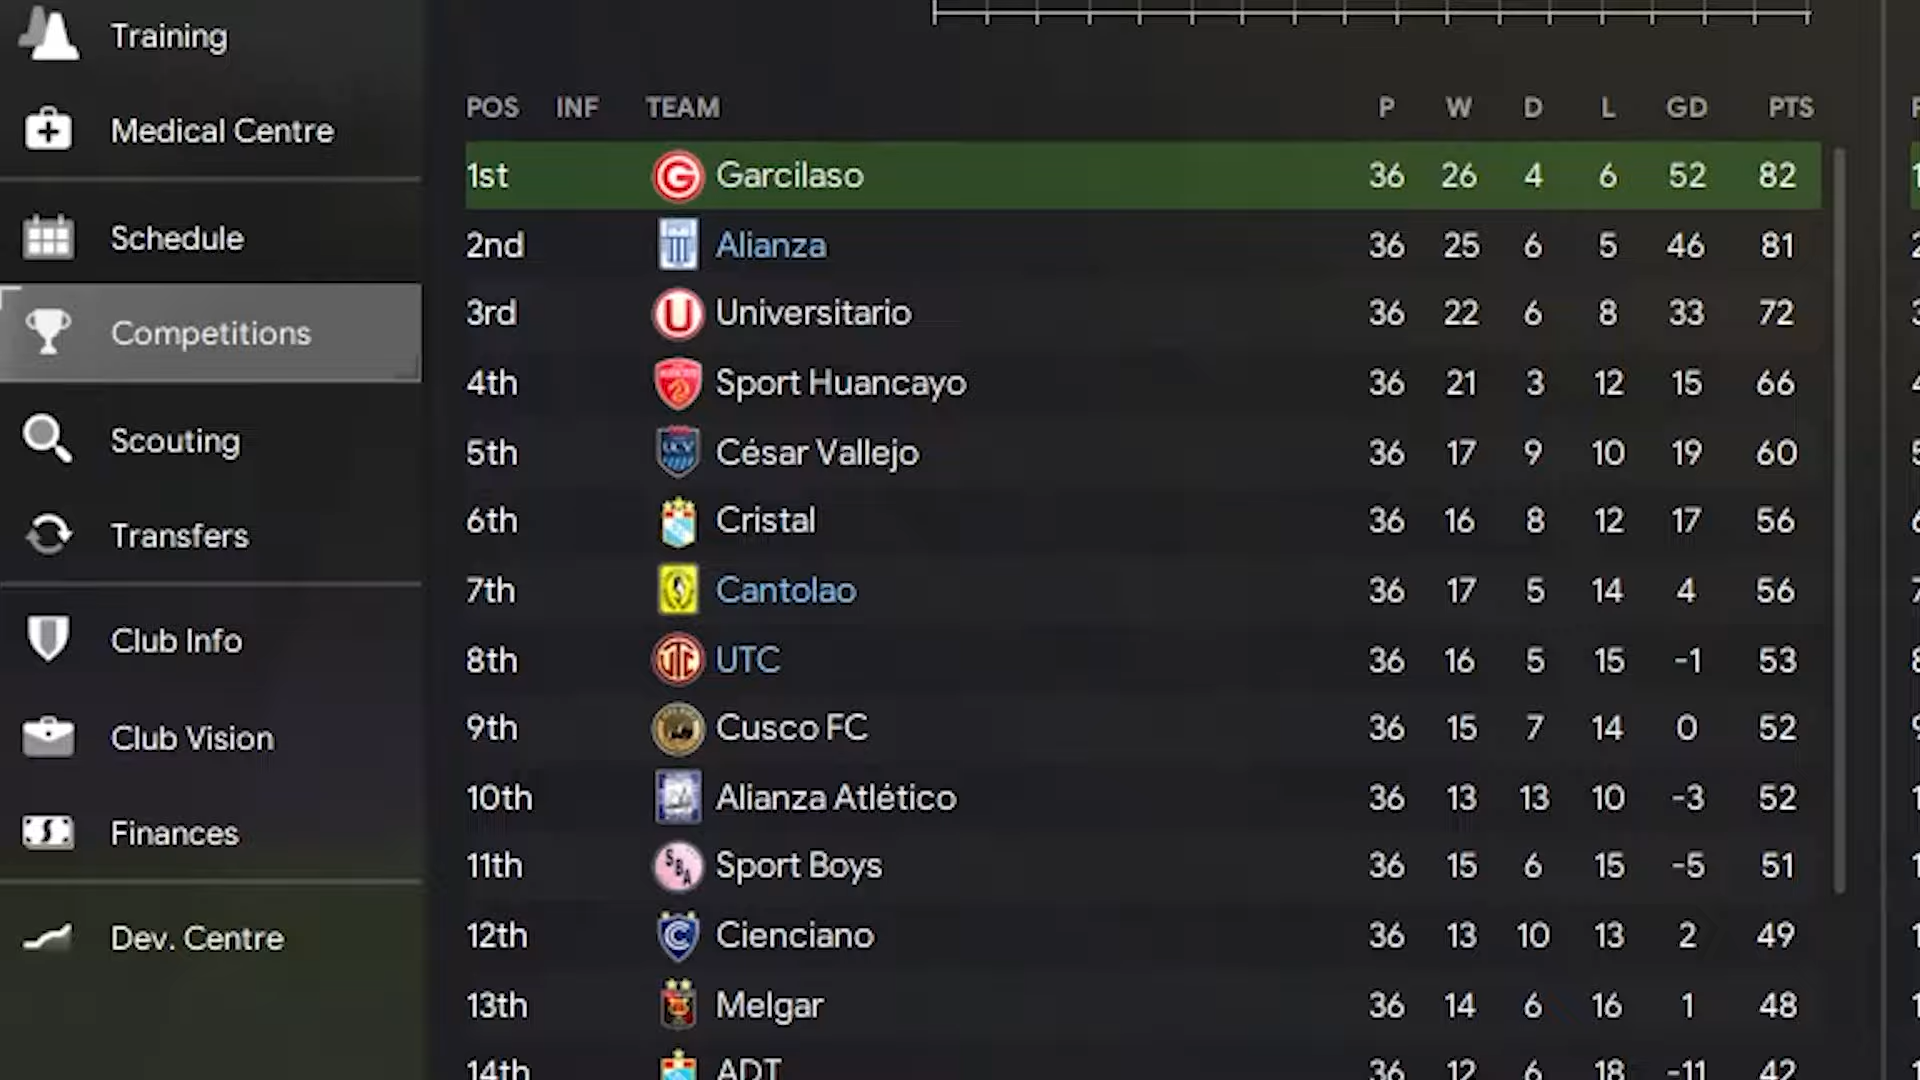 Training
Medical Centre
Schedule
Competitions
Scouting
Transfers
Club Info
Club Vision
Finances
Dev. Centre
POS INF TEAM P W D L GD PTS
1st Garcilaso 36 26 4 6 52 82
2nd Alianza 36 25 6 5 46 81
3rd Universitario 36 22 6 8 33 72
4th Sport Huancayo 36 21 3 12 15 66
5th César Vallejo 36 17 9 10 19 60
6th Cristal 36 16 8 12 17 56
7th Cantolao 36 17 5 14 4 56
8th UTC 36 16 5 15 -1 53
9th Cusco FC 36 15 7 14 0 52
10th Alianza Atlético 36 13 13 10 -3 52
11th Sport Boys 36 15 6 15 -5 51
12th Cienciano 36 13 10 13 2 49
13th Melgar 36 14 6 16 1 48
14th ADT 36 12 6 18 -11 42